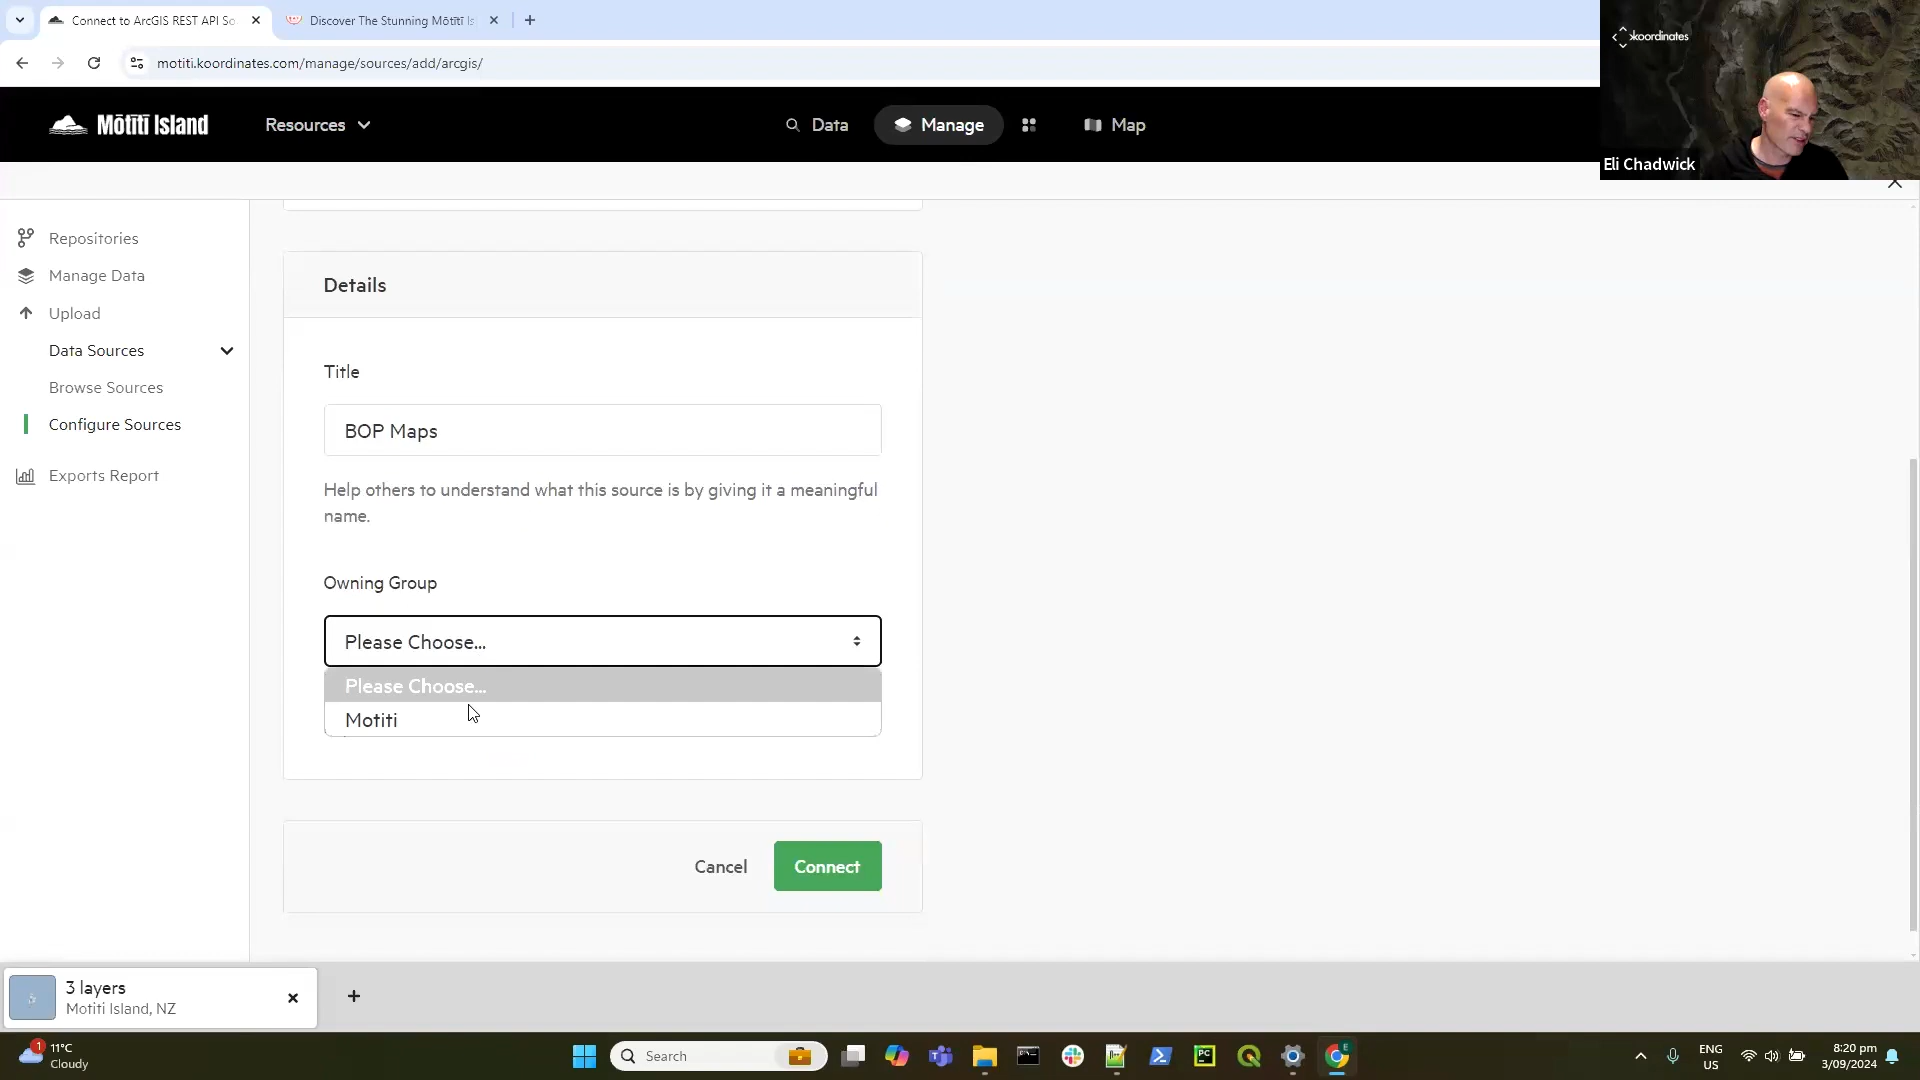 Connect to ArcGIS REST API So
Discover The Stunning Mōtītī Is
motiti.koordinates.com/manage/sources/add/arcgis/
koordinates
Eli Chadwick
Mōtītī Island
Resources
Data
Manage
Map
Repositories
Manage Data
Upload
Data Sources
Browse Sources
Configure Sources
Exports Report
Details
Title
BOP Maps
Help others to understand what this source is by giving it a meaningful
name.
Owning Group
Please Choose...
Please Choose...
Motiti
Cancel
Connect
3 layers
Motiti Island, NZ
1
11°C
Cloudy
Search
PC
E
ENG
US
8:20 pm
3/09/2024